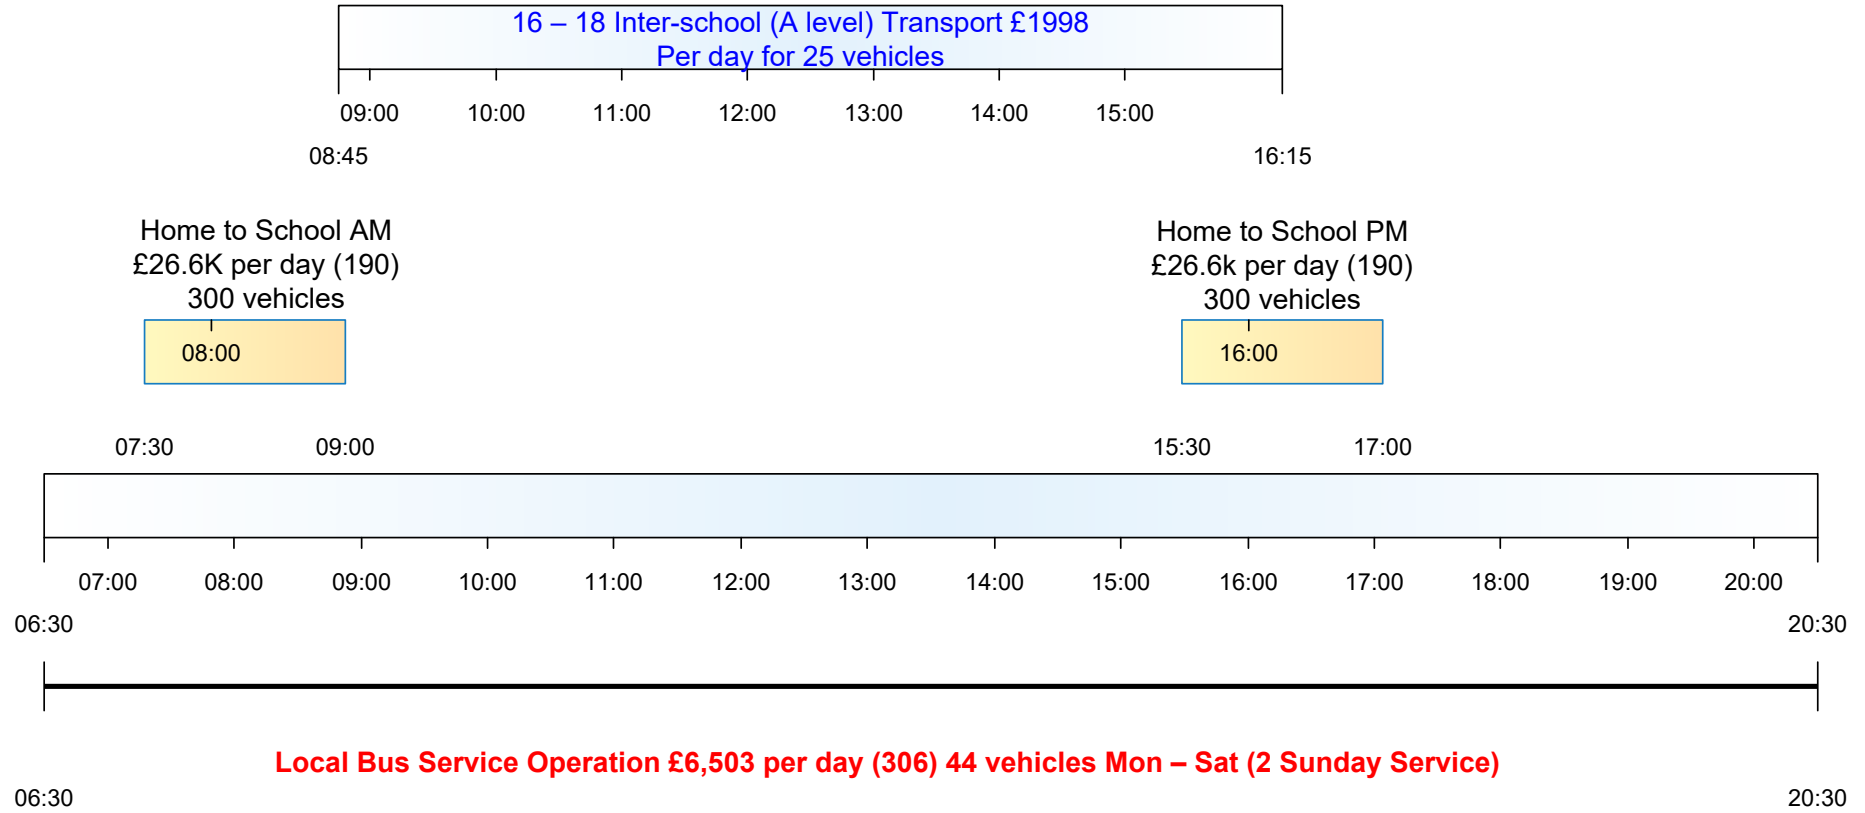 16 – 18 Inter-school (A level) Transport £1998
Per day for 25 vehicles
09:00 10:00 11:00 12:00 13:00 14:00 15:00
08:45 16:15
Home to School AM
£26.6K per day (190)
300 vehicles
08:00
07:30 09:00
Home to School PM
£26.6k per day (190)
300 vehicles
16:00
15:30 17:00
07:00 08:00 09:00 10:00 11:00 12:00 13:00 14:00 15:00 16:00 17:00 18:00 19:00 20:00
06:30 20:30
Local Bus Service Operation £6,503 per day (306) 44 vehicles Mon – Sat (2 Sunday Service)
06:30 20:30